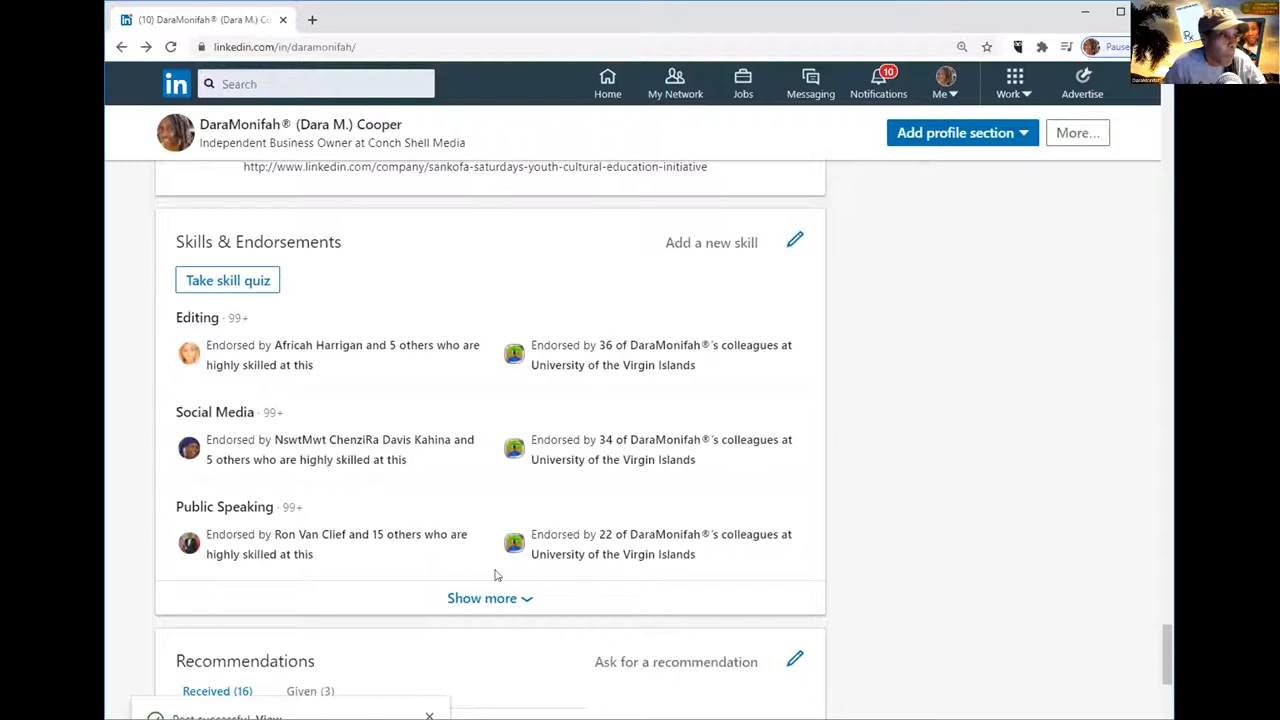 (10) DaraMonifah® (Dara M.) Co
linkedin.com/in/daramonifah/
Pause
in
Search
Home
My Network
Jobs
Messaging
10
Notifications
Me
Work
Advertise
DaraMonifah® (Dara M.) Cooper
Independent Business Owner at Conch Shell Media
Add profile section
More...
http://www.linkedin.com/company/sankofa-saturdays-youth-cultural-education-initiative
Skills & Endorsements
Add a new skill
Take skill quiz
Editing · 99+
Endorsed by Africah Harrigan and 5 others who are
highly skilled at this
Endorsed by 36 of DaraMonifah®'s colleagues at
University of the Virgin Islands
Social Media · 99+
Endorsed by NswtMwt ChenziRa Davis Kahina and
5 others who are highly skilled at this
Endorsed by 34 of DaraMonifah®'s colleagues at
University of the Virgin Islands
Public Speaking · 99+
Endorsed by Ron Van Clief and 15 others who are
highly skilled at this
Endorsed by 22 of DaraMonifah®'s colleagues at
University of the Virgin Islands
Show more
Recommendations
Ask for a recommendation
Received (16)
Given (3)
Post successful. View